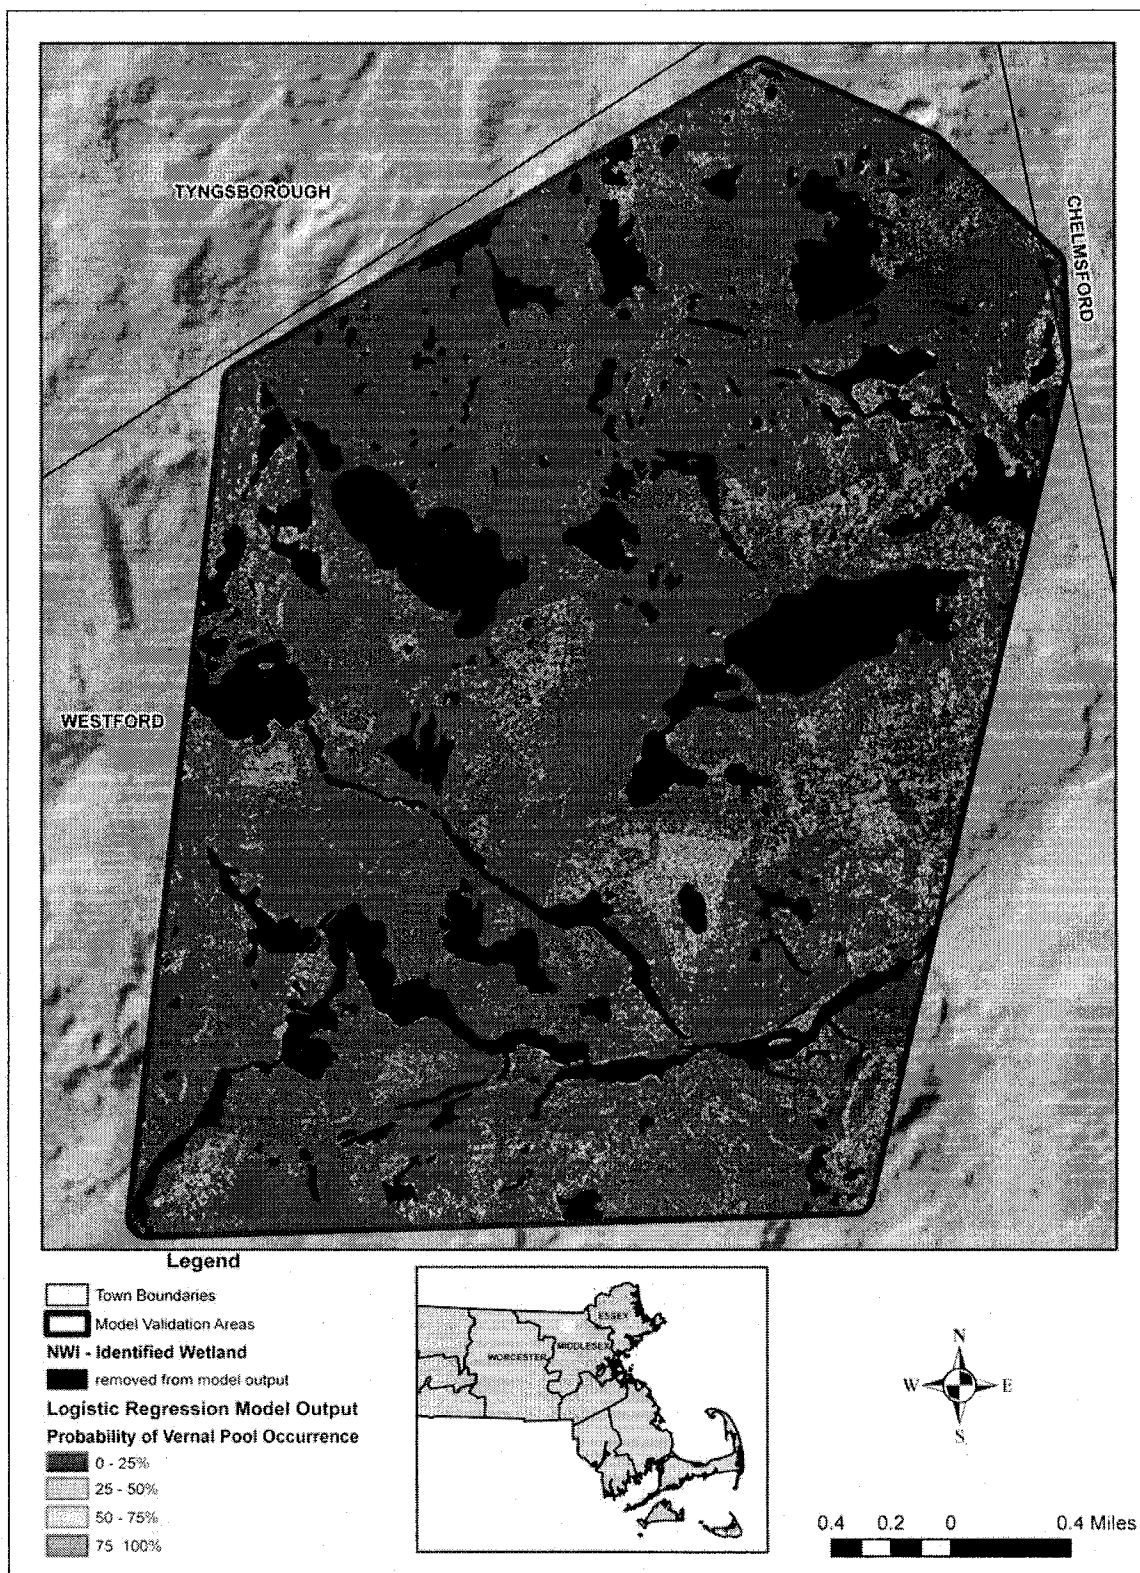 TYNGSBOROUGH
CHELMSFORD
WESTFORD
Legend
Town Boundaries
Model Validation Areas
NWI - Identified Wetland
removed from model output
Logistic Regression Model Output
Probability of Vernal Pool Occurrence
0 - 25%
25 - 50%
50 - 75%
75 100%
ESSEX
MIDDLESEX
WORCESTER
N
W E
S
0.4 0.2 0 0.4 Miles